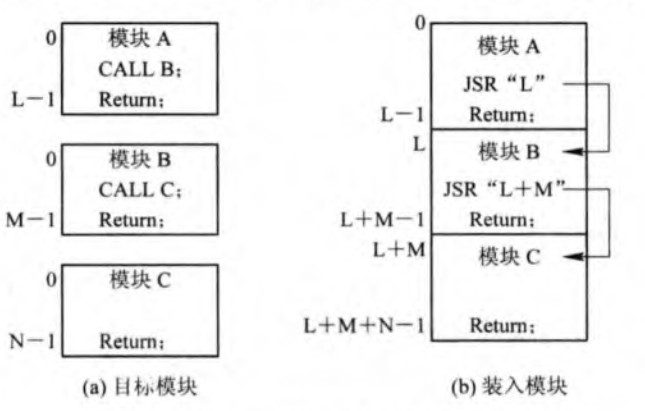 0
模块 A
CALL B;
L-1
Return;
0
模块 B
CALL C;
M-1
Return;
0
模块 C
N-1
Return;
(a) 目标模块
0
模块 A
JSR “L”
L-1
Return;
L
模块 B
JSR “L+M”
L+M-1
Return;
L+M
模块 C
L+M+N-1
Return;
(b) 装入模块